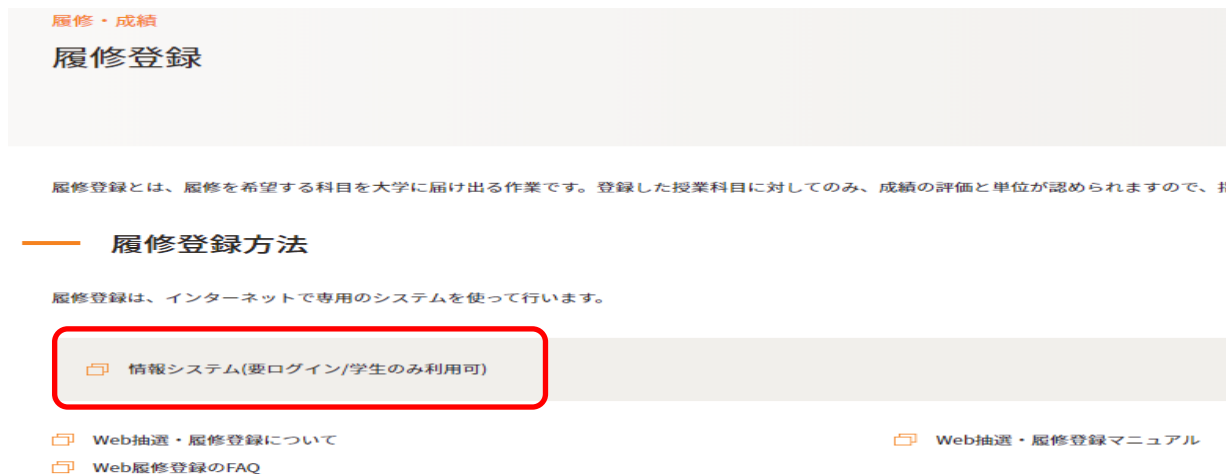 履修・成績
履修登録
履修登録とは、履修を希望する科目を大学に届け出る作業です。登録した授業科目に対してのみ、成績の評価と単位が認められますので、
履修登録方法
履修登録は、インターネットで専用のシステムを使って行います。
情報システム(要ログイン/学生のみ利用可)
Web抽選・履修登録について
Web抽選・履修登録マニュアル
Web履修登録のFAQ